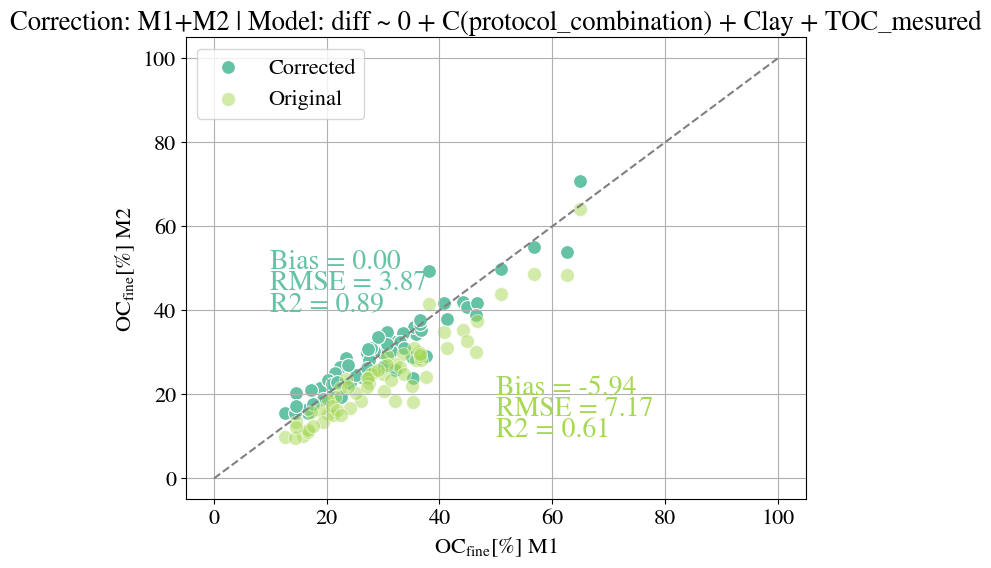 Correction: M1+M2 | Model: diff ~ 0 + C(protocol_combination) + Clay + TOC_mesured
100
80
60
40
20
0
OC_fine[%] M2
Corrected
Original
Bias = 0.00
RMSE = 3.87
R2 = 0.89
Bias = -5.94
RMSE = 7.17
R2 = 0.61
0 20 40 60 80 100
OC_fine[%] M1